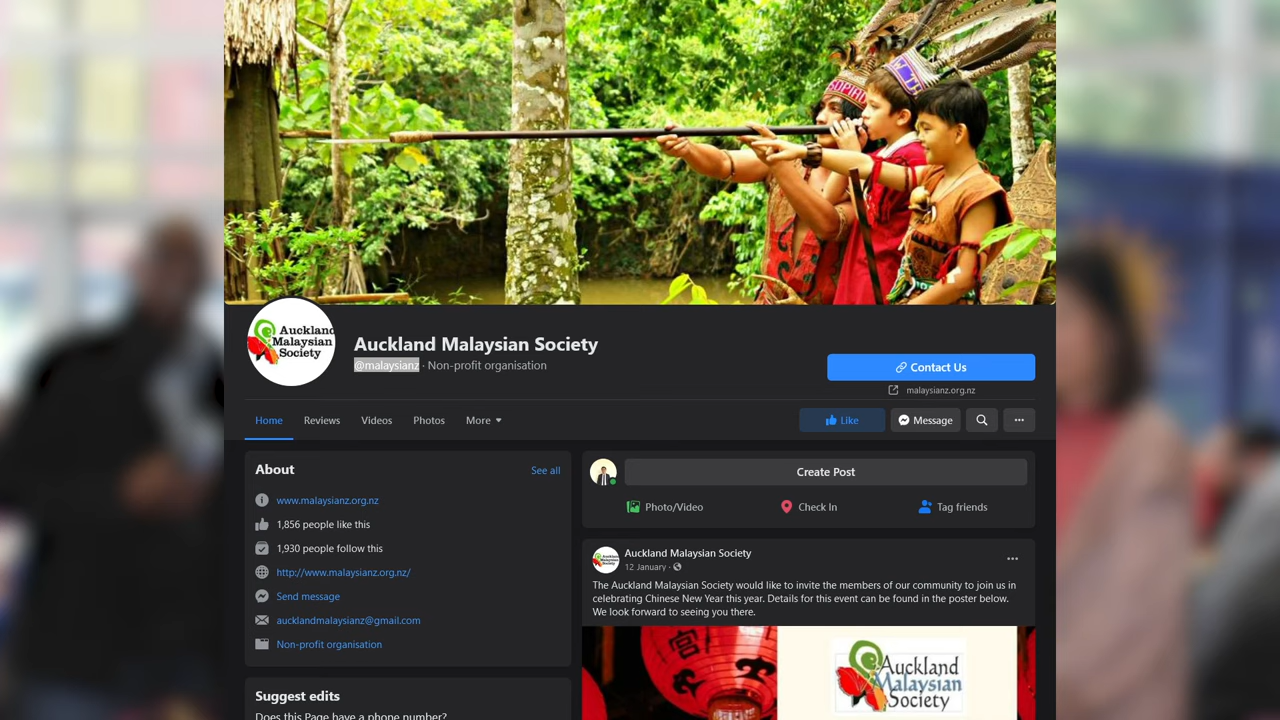 Auckland
Malaysian
Society
Auckland Malaysian Society
@malaysianz · Non-profit organisation
Contact Us
malaysianz.org.nz
Home
Reviews
Videos
Photos
More
Like
Message
About
See all
www.malaysianz.org.nz
1,856 people like this
1,930 people follow this
http://www.malaysianz.org.nz/
Send message
aucklandmalaysianz@gmail.com
Non-profit organisation
Suggest edits
Does this Page have a phone number?
Create Post
Photo/Video
Check In
Tag friends
Auckland Malaysian Society
12 January ·
The Auckland Malaysian Society would like to invite the members of our community to join us in
celebrating Chinese New Year this year. Details for this event can be found in the poster below.
We look forward to seeing you there.
宮
Auckland
Malaysian
Society